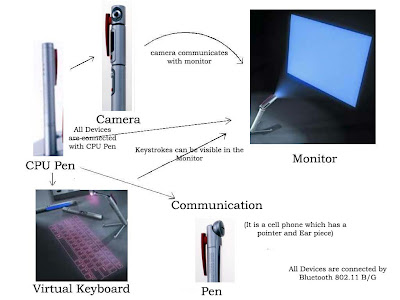 camera communicates
with monitor
Camera
All Devices
are connected
with CPU Pen
Keystrokes can be visible in the
Monitor
Monitor
CPU Pen
Communication
(It is a cell phone which has a
pointer and Ear piece)
All Devices are connected by
Bluetooth 802.11 B/G
Virtual Keyboard
Pen